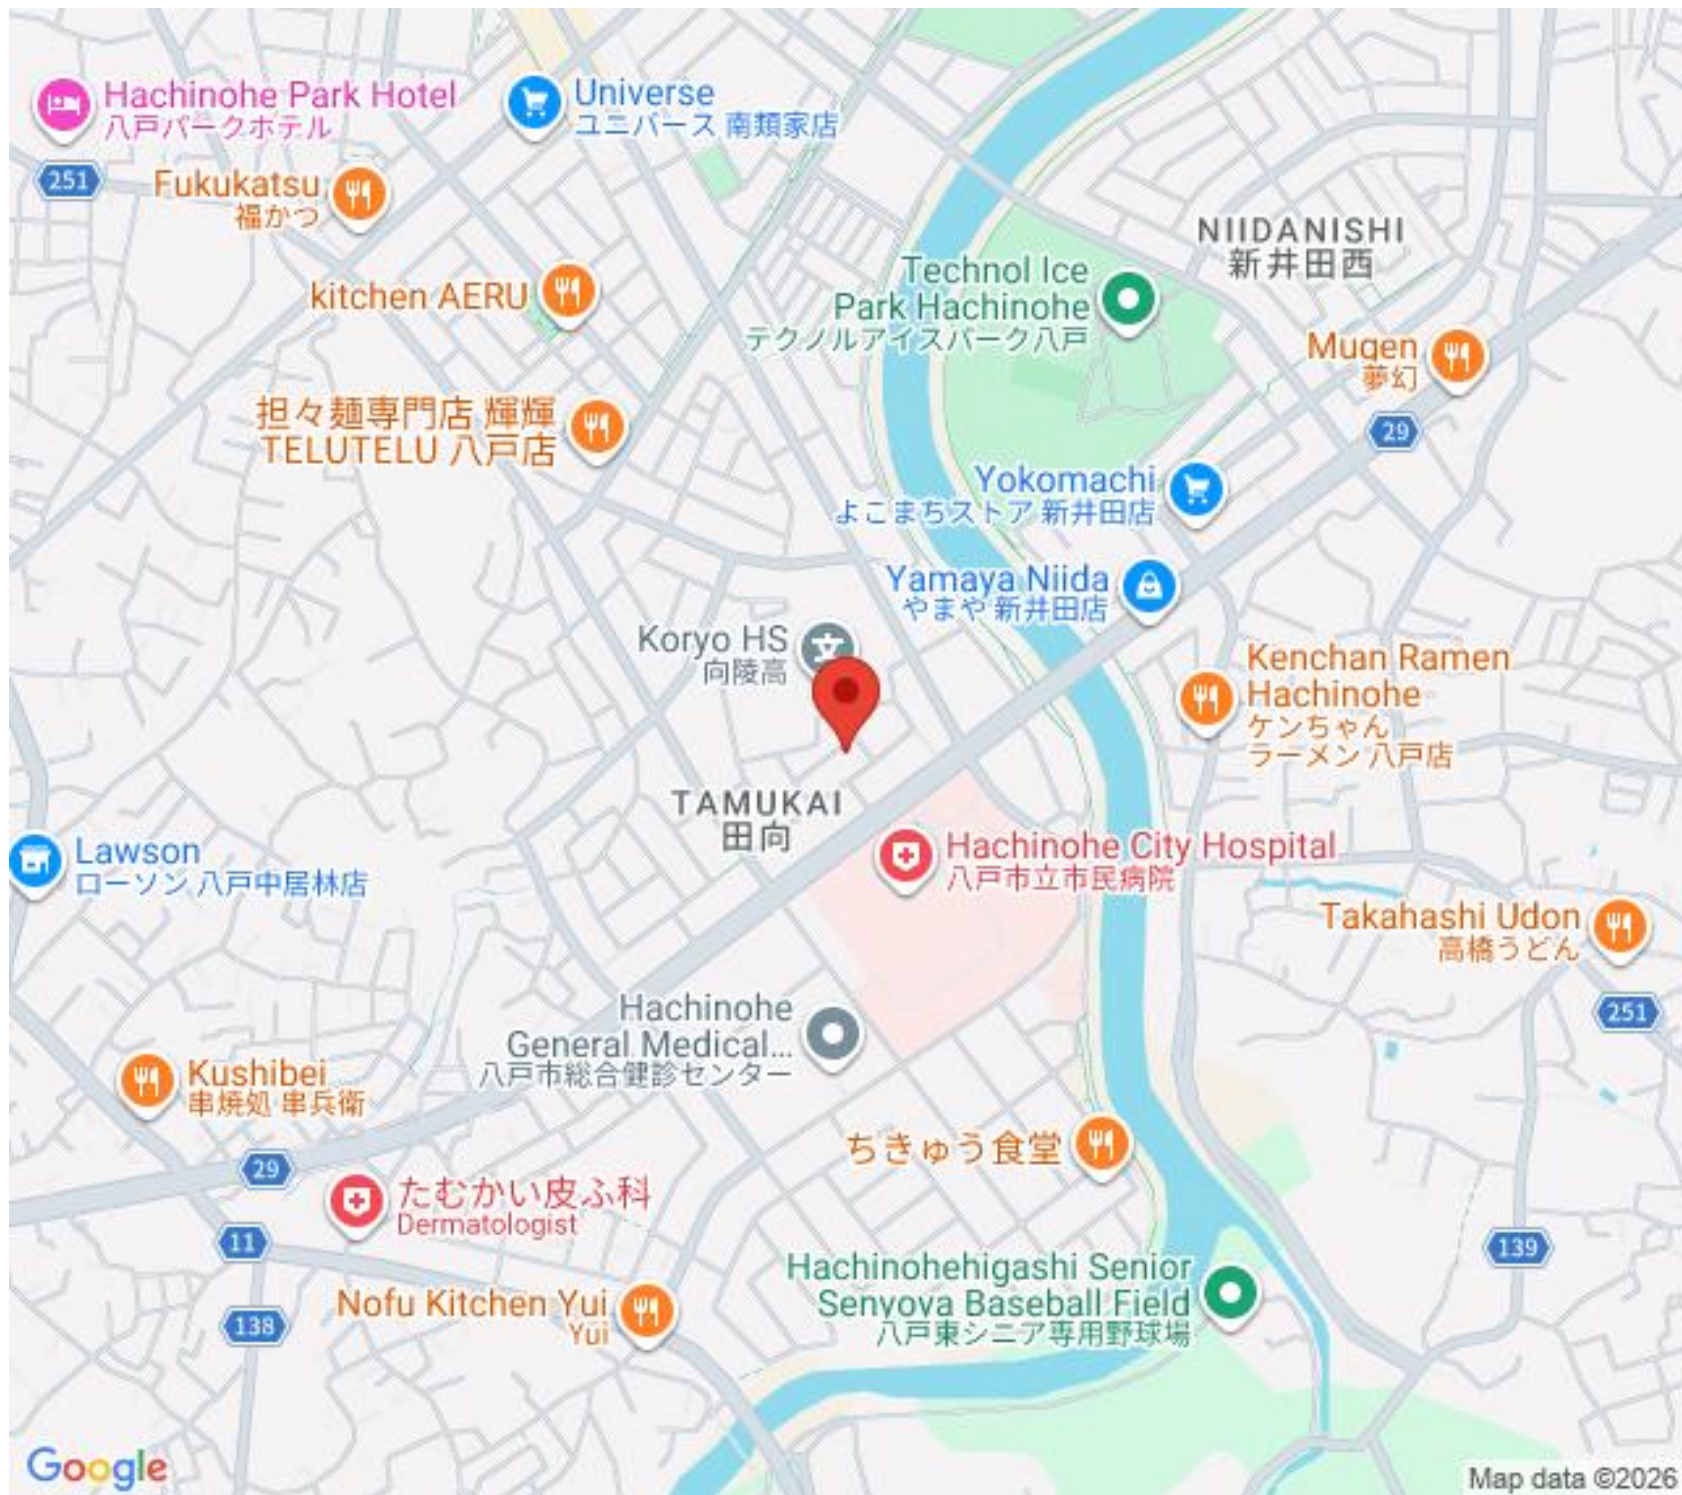 Hachinohe Park Hotel
八戸パークホテル
Universe
ユニバース 南類家店
251
Fukukatsu
福かつ
NIIDANISHI
新井田西
kitchen AERU
Technol Ice
Park Hachinohe
テクノルアイスパーク八戸
Mugen
夢幻
29
担々麺専門店 輝輝
TELUTELU 八戸店
Yokomachi
よこまちストア 新井田店
Yamaya Niida
やまや 新井田店
Koryo HS
向陵高
文
Kenchan Ramen
Hachinohe
ケンちゃん
ラーメン 八戸店
TAMUKAI
田向
Hachinohe City Hospital
八戸市立市民病院
Lawson
ローソン 八戸中居林店
Takahashi Udon
高橋うどん
251
Hachinohe
General Medical...
八戸市総合健診センター
Kushibei
串焼処 串兵衛
ちきゅう食堂
29
たむかい皮ふ科
Dermatologist
11
139
Hachinohehigashi Senior
Senyova Baseball Field
八戸東シニア専用野球場
Nofu Kitchen Yui
Yui
138
Google
Map data ©2026